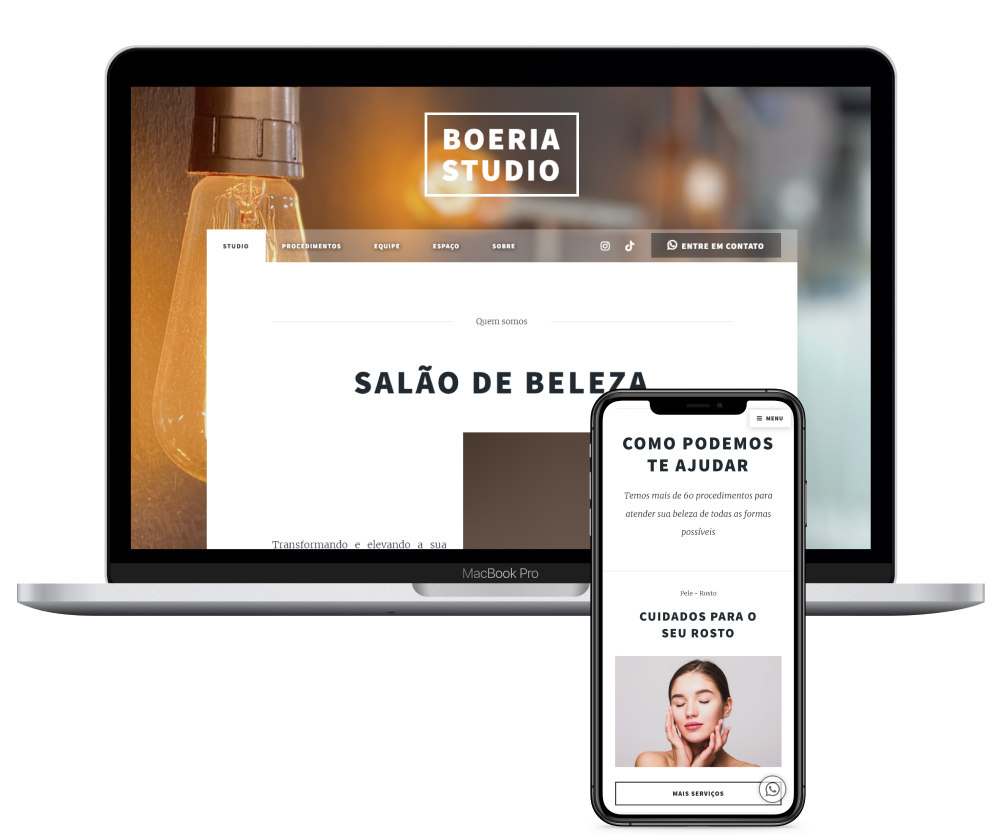 BOERIA
STUDIO
STUDIO PROCEDIMENTOS EQUIPE ESPAÇO SOBRE ENTRE EM CONTATO
Quem somos
SALÃO DE BELEZA
Transformando e elevando a sua
MacBook Pro
MENU
COMO PODEMOS
TE AJUDAR
Temos mais de 60 procedimentos para
atender sua beleza de todas as formas
possíveis
Pele - Rosto
CUIDADOS PARA O
SEU ROSTO
MAIS SERVIÇOS